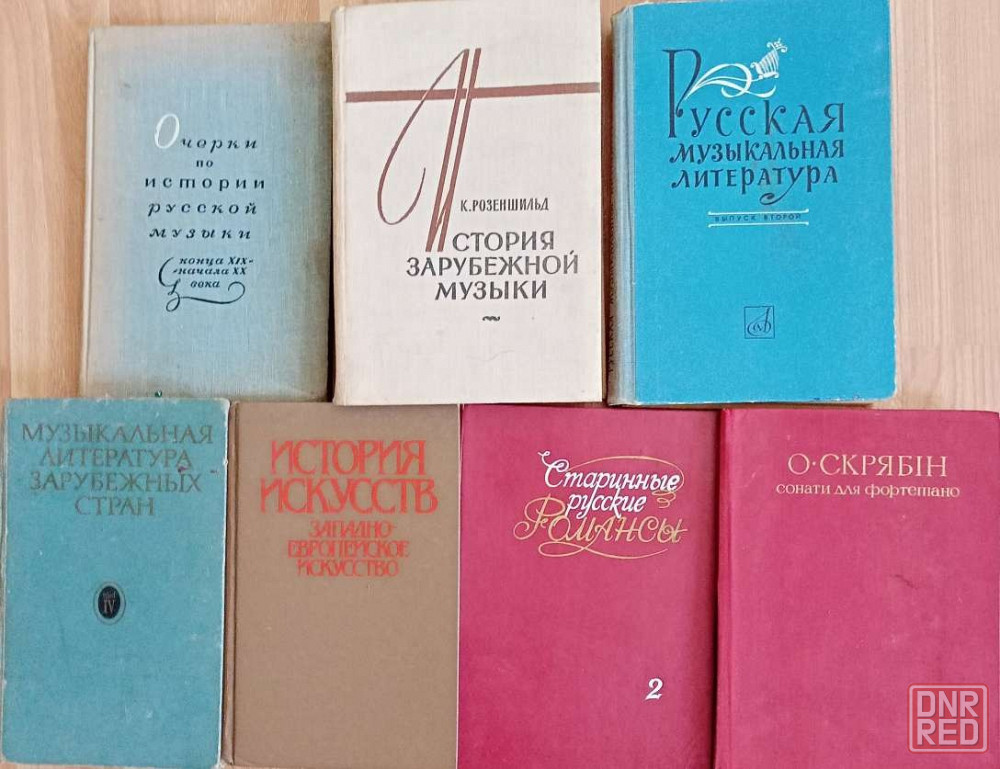 Очерки
по
истории
русской
музыки
конца XIX-
начала XX
века
К. РОЗЕНШИЛЬД
ИСТОРИЯ
ЗАРУБЕЖНОЙ
МУЗЫКИ
РУССКАЯ
МУЗЫКАЛЬНАЯ
ЛИТЕРАТУРА
ВЫПУСК ВТОРОЙ
МУЗЫКАЛЬНАЯ
ЛИТЕРАТУРА
ЗАРУБЕЖНЫХ
СТРАН
IV
ИСТОРИЯ
ИСКУССТВ
ЗАПАДНО-
ЕВРОПЕЙСКОЕ
ИСКУССТВО
Старинные
русские
РОМАНСЫ
2
О·СКРЯБІН
сонати для фортепіано
DNR
RED